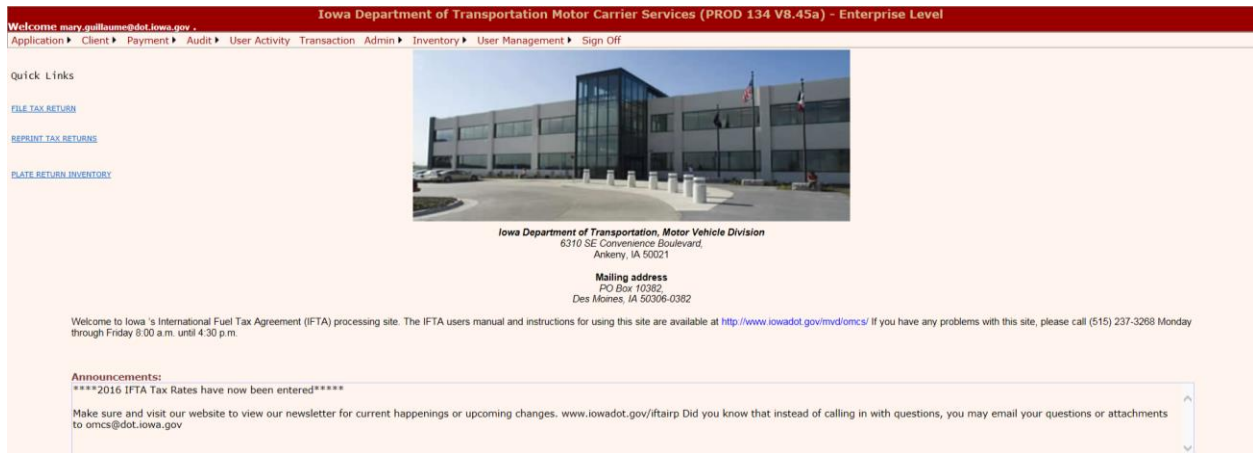 Iowa Department of Transportation Motor Carrier Services (PROD 134 V8.45a) - Enterprise Level
Welcome mary.guillaume@dot.iowa.gov .
Application Client Payment Audit User Activity Transaction Admin Inventory User Management Sign Off
Quick Links
FILE TAX RETURN
REPRINT TAX RETURNS
PLATE RETURN INVENTORY
Iowa Department of Transportation, Motor Vehicle Division
6310 SE Convenience Boulevard,
Ankeny, IA 50021
Mailing address
PO Box 10382,
Des Moines, IA 50306-0382
Welcome to Iowa 's International Fuel Tax Agreement (IFTA) processing site. The IFTA users manual and instructions for using this site are available at http://www.iowadot.gov/mvd/omcs/ If you have any problems with this site, please call (515) 237-3268 Monday
through Friday 8:00 a.m. until 4:30 p.m.
Announcements:
****2016 IFTA Tax Rates have now been entered*****
Make sure and visit our website to view our newsletter for current happenings or upcoming changes. www.iowadot.gov/iftairp Did you know that instead of calling in with questions, you may email your questions or attachments
to omcs@dot.iowa.gov